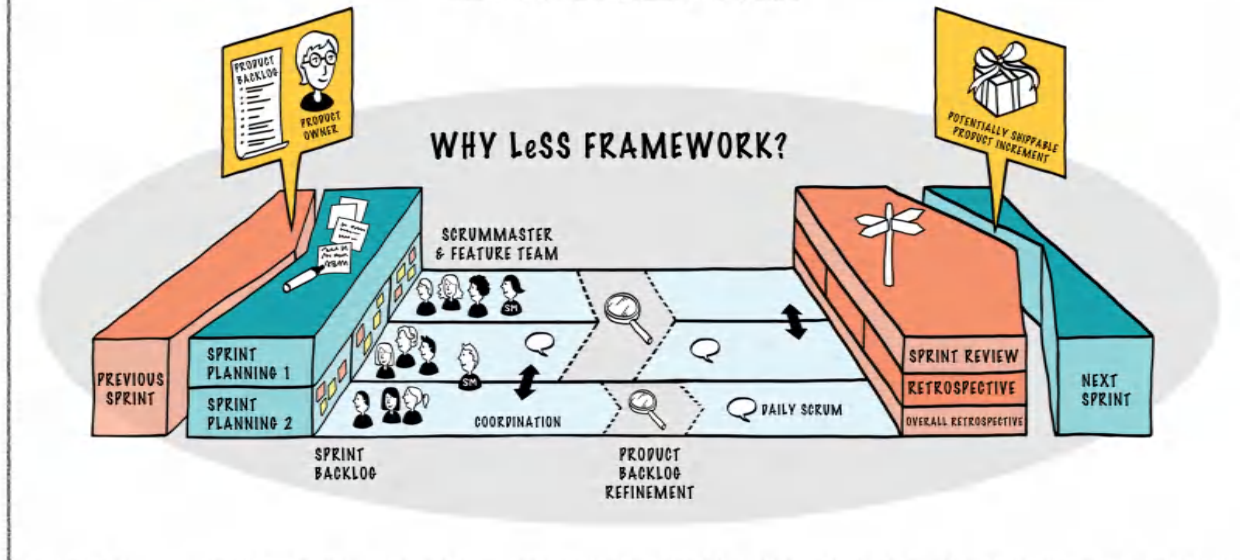 PRODUCT
BACKLOG
PRODUCT
OWNER
POTENTIALLY SHIPPABLE
PRODUCT INCREMENT
WHY LeSS FRAMEWORK?
SCRUMMASTER
& FEATURE TEAM
SM
SM
PREVIOUS
SPRINT
SPRINT
PLANNING 1
SPRINT
PLANNING 2
COORDINATION
DAILY SCRUM
SPRINT REVIEW
RETROSPECTIVE
OVERALL RETROSPECTIVE
NEXT
SPRINT
SPRINT
BACKLOG
PRODUCT
BACKLOG
REFINEMENT